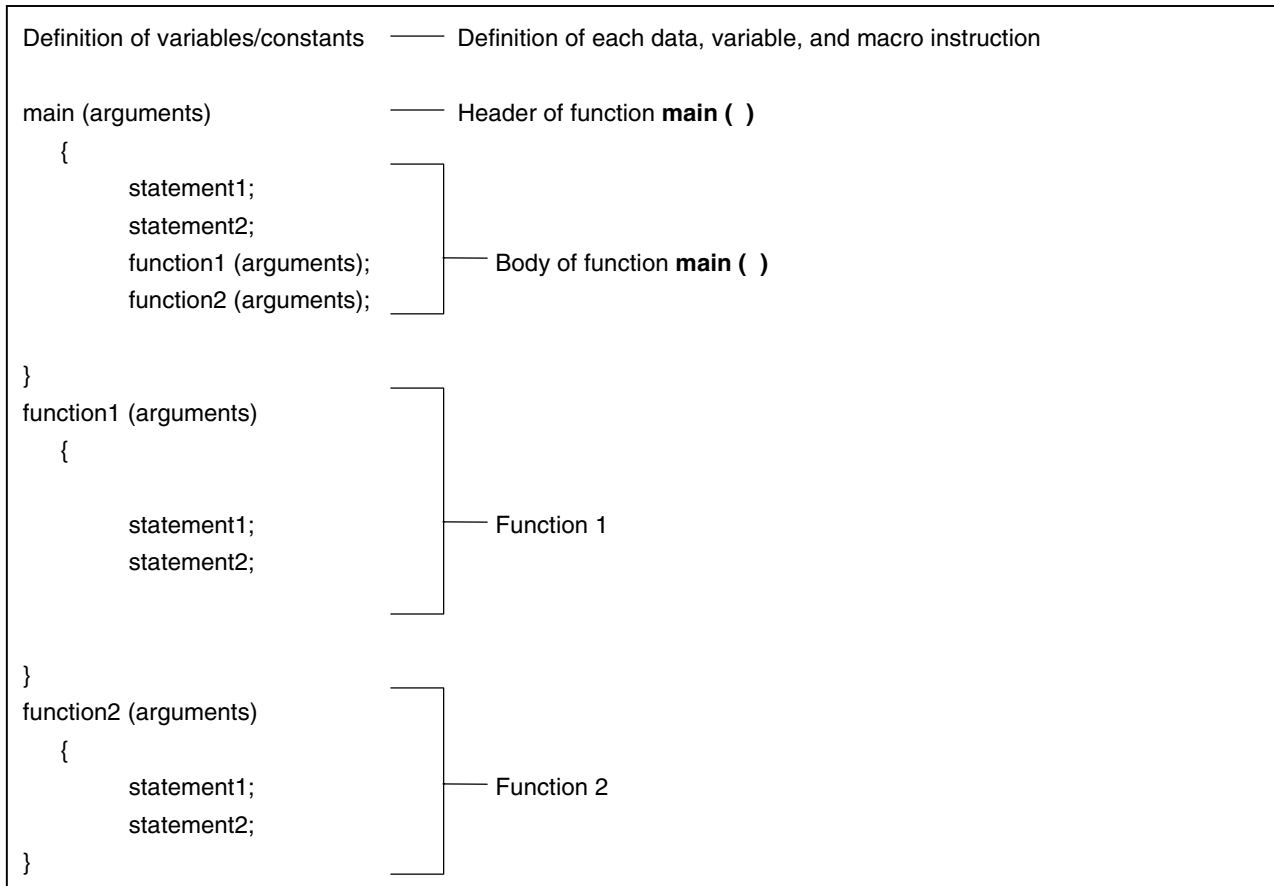 Definition of variables/constants Definition of each data, variable, and macro instruction
main (arguments) Header of function main ( )
{
statement1;
statement2;
function1 (arguments); Body of function main ( )
function2 (arguments);
}
function1 (arguments)
{
statement1; Function 1
statement2;
}
function2 (arguments)
{
statement1; Function 2
statement2;
}